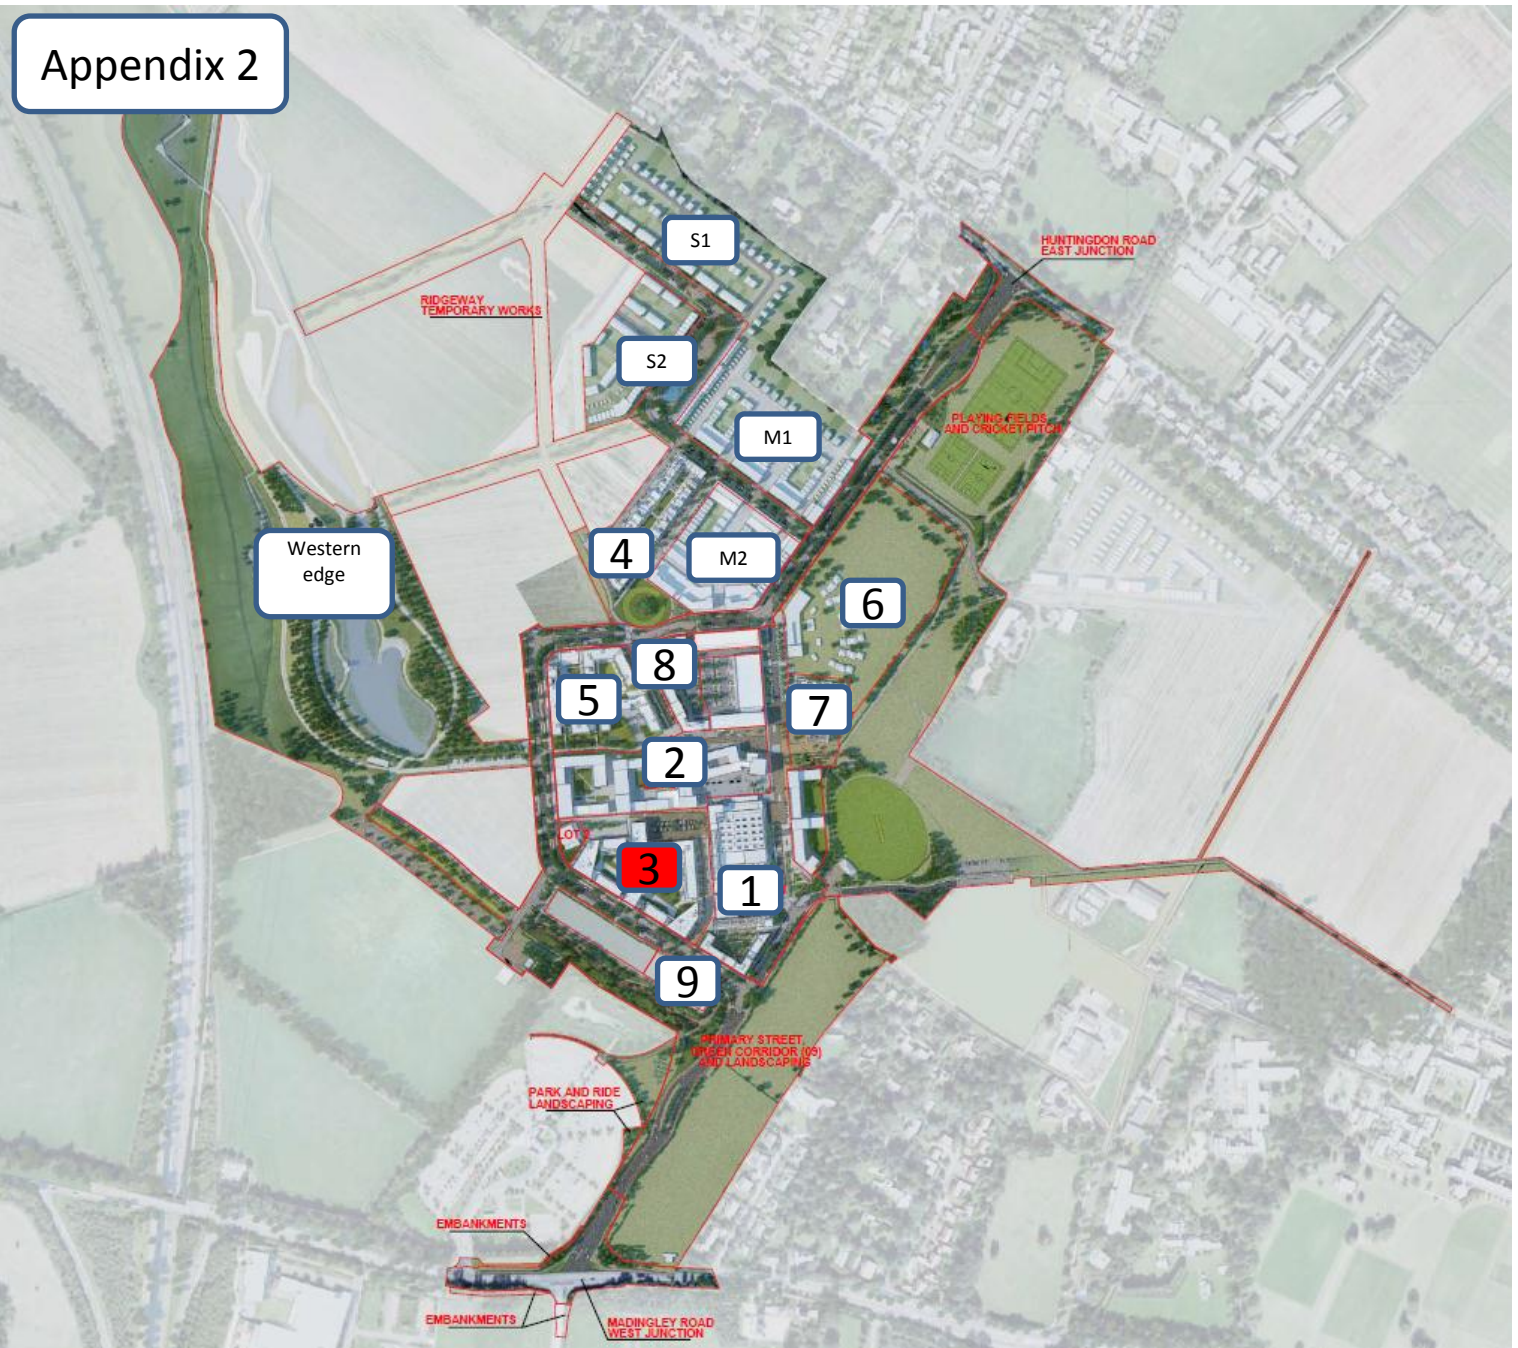 Appendix 2
S1
HUNTINGDON ROAD
EAST JUNCTION
RIDGEWAY
TEMPORARY WORKS
S2
PLAYING FIELDS
AND CRICKET PITCH
M1
Western
edge
4
M2
6
8
5
7
2
LOT 3
3
1
9
PRIMARY STREET,
GREEN CORRIDOR (09)
AND LANDSCAPING
PARK AND RIDE
LANDSCAPING
EMBANKMENTS
EMBANKMENTS
MADINGLEY ROAD
WEST JUNCTION